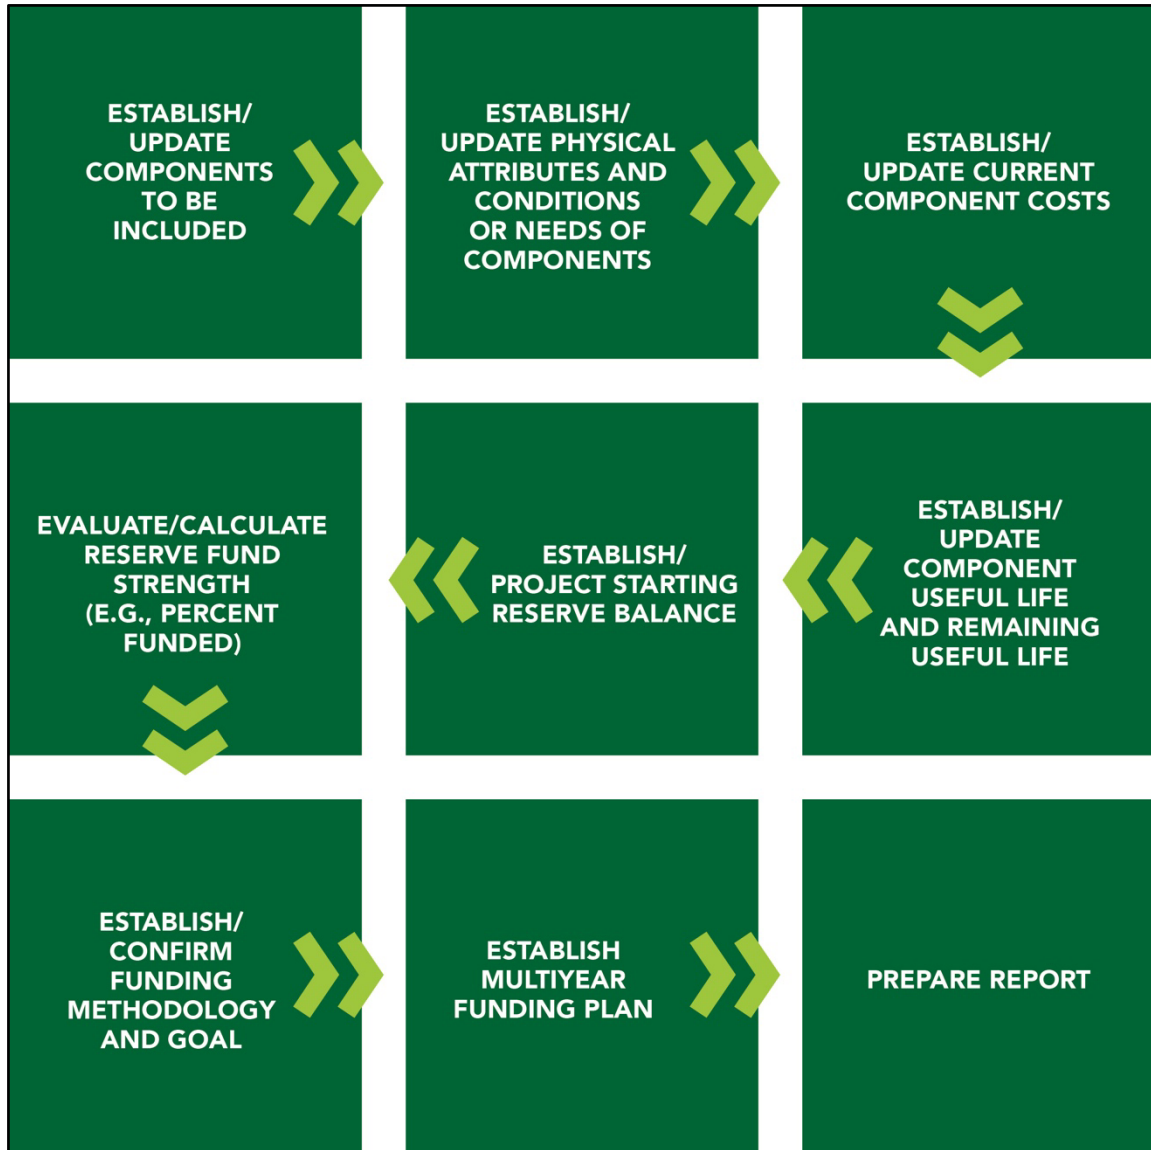 ESTABLISH/
UPDATE
COMPONENTS
TO BE
INCLUDED
ESTABLISH/
UPDATE PHYSICAL
ATTRIBUTES AND
CONDITIONS
OR NEEDS OF
COMPONENTS
ESTABLISH/
UPDATE CURRENT
COMPONENT COSTS
ESTABLISH/
UPDATE
COMPONENT
USEFUL LIFE
AND REMAINING
USEFUL LIFE
ESTABLISH/
PROJECT STARTING
RESERVE BALANCE
EVALUATE/CALCULATE
RESERVE FUND
STRENGTH
(E.G., PERCENT
FUNDED)
ESTABLISH/
CONFIRM
FUNDING
METHODOLOGY
AND GOAL
ESTABLISH
MULTIYEAR
FUNDING PLAN
PREPARE REPORT